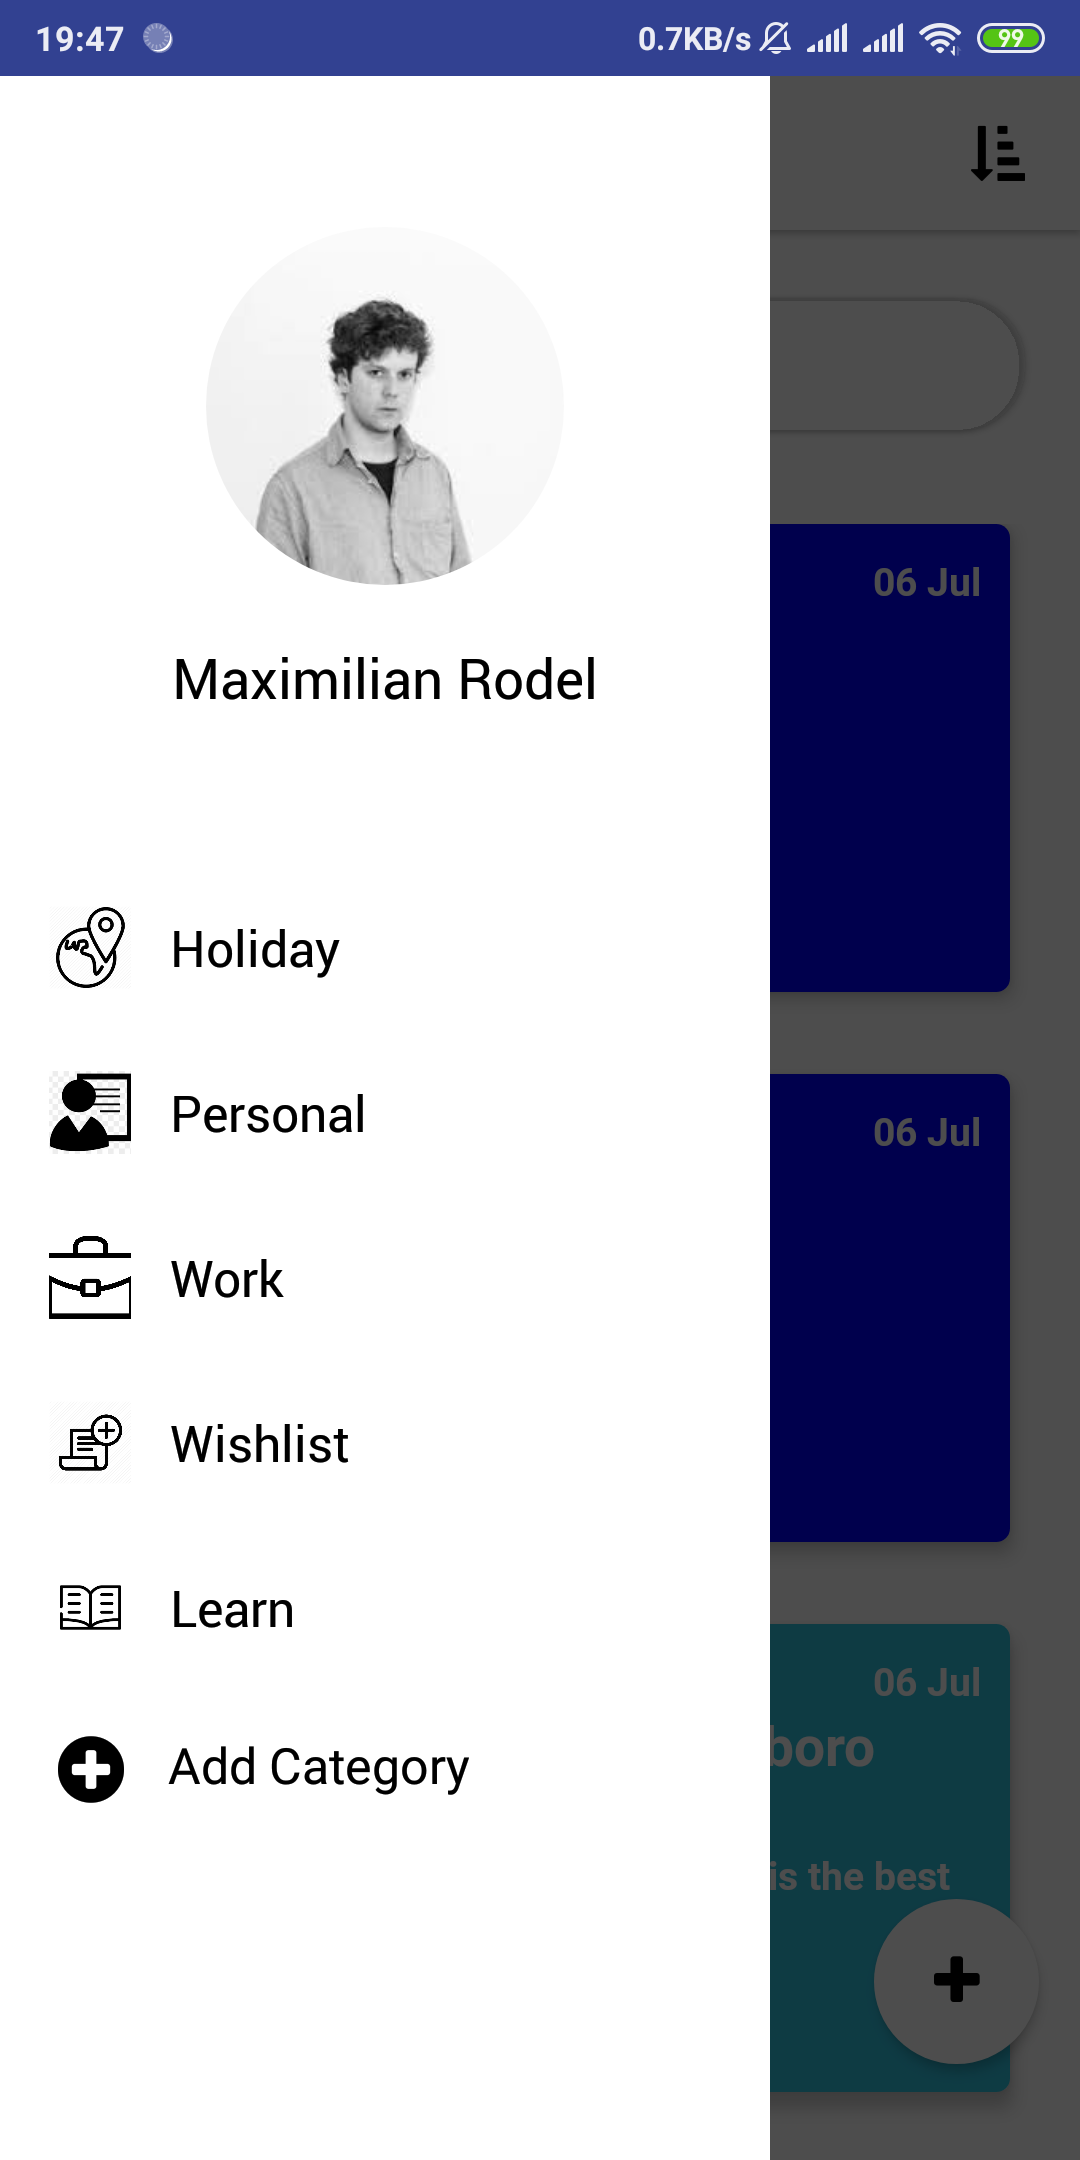 19:47
0.7KB/s
99
Maximilian Rodel
Holiday
Personal
Work
Wishlist
Learn
Add Category
06 Jul
06 Jul
06 Jul
boro
is the best